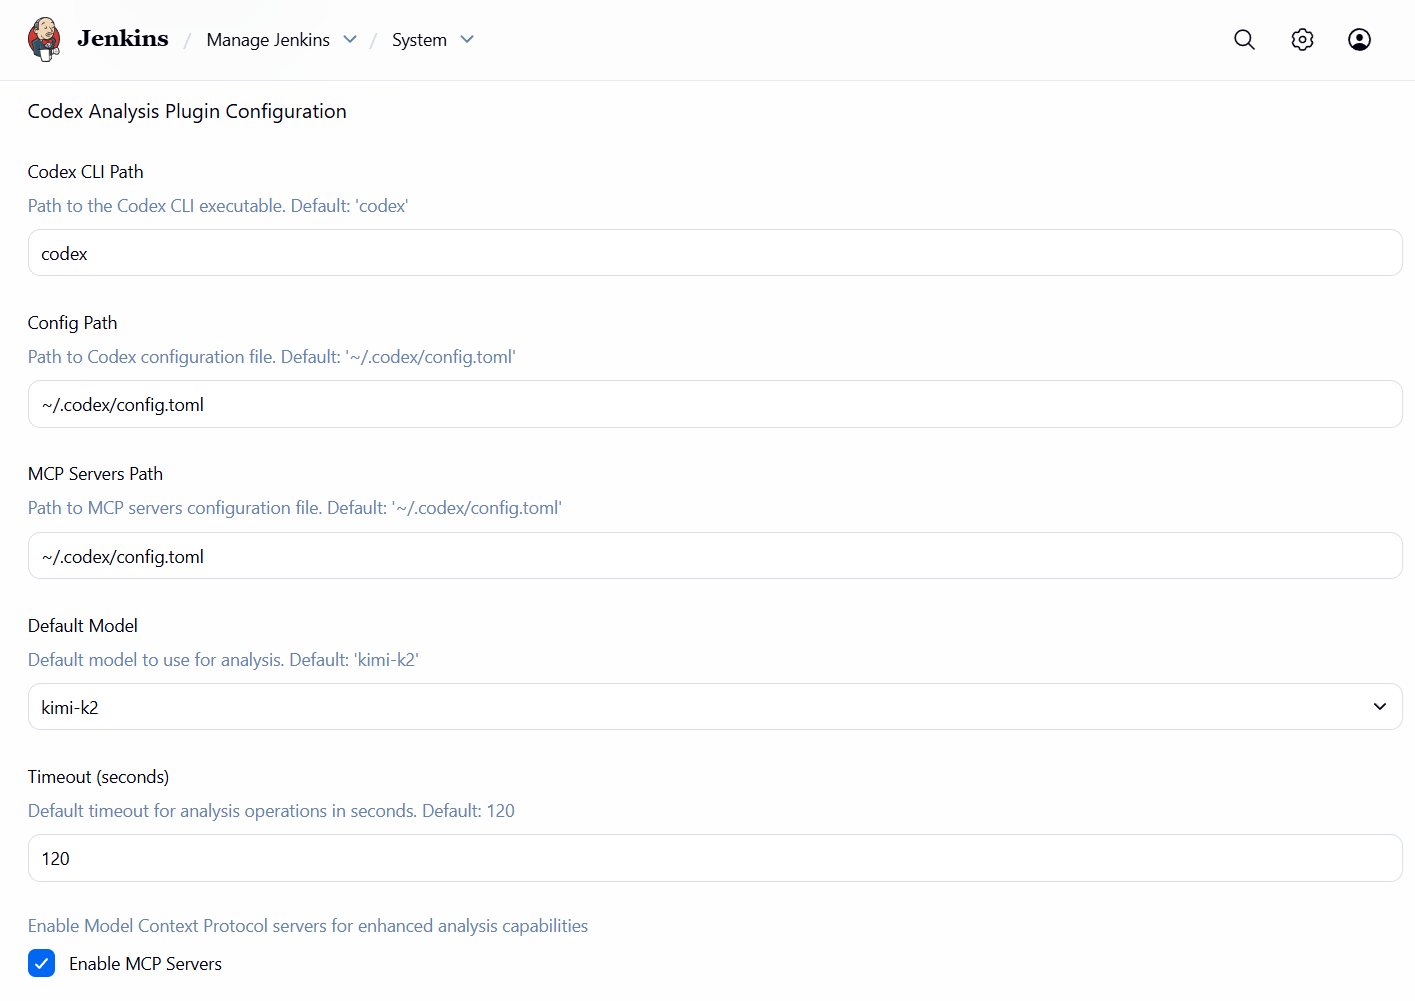 Jenkins / Manage Jenkins / System
Codex Analysis Plugin Configuration
Codex CLI Path
Path to the Codex CLI executable. Default: 'codex'
codex
Config Path
Path to Codex configuration file. Default: '~/.codex/config.toml'
~/.codex/config.toml
MCP Servers Path
Path to MCP servers configuration file. Default: '~/.codex/config.toml'
~/.codex/config.toml
Default Model
Default model to use for analysis. Default: 'kimi-k2'
kimi-k2
Timeout (seconds)
Default timeout for analysis operations in seconds. Default: 120
120
Enable Model Context Protocol servers for enhanced analysis capabilities
Enable MCP Servers